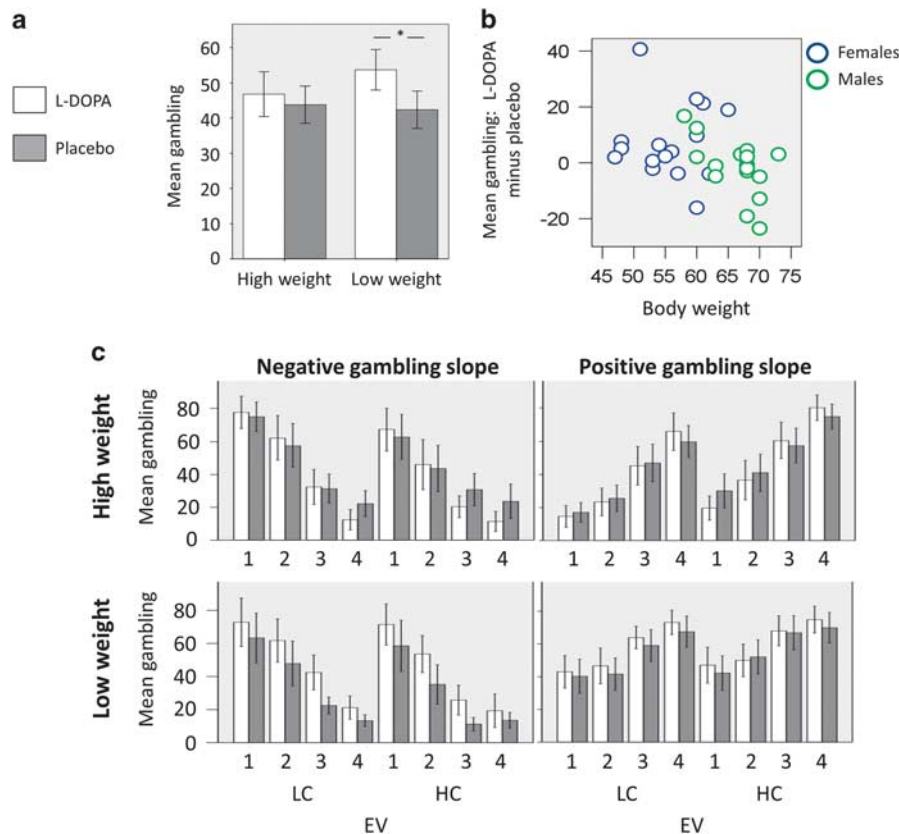 a
L-DOPA
Placebo
Mean gambling
60
50
40
30
20
10
0
*
High weight Low weight
b
Mean gambling: L-DOPA
minus placebo
40
20
0
-20
45 50 55 60 65 70 75
Body weight
Females
Males
c
Negative gambling slope Positive gambling slope
High weight
Mean gambling
80
60
40
20
0
1 2 3 4 1 2 3 4 1 2 3 4 1 2 3 4
Low weight
Mean gambling
80
60
40
20
0
1 2 3 4 1 2 3 4 1 2 3 4 1 2 3 4
LC HC LC HC
EV EV